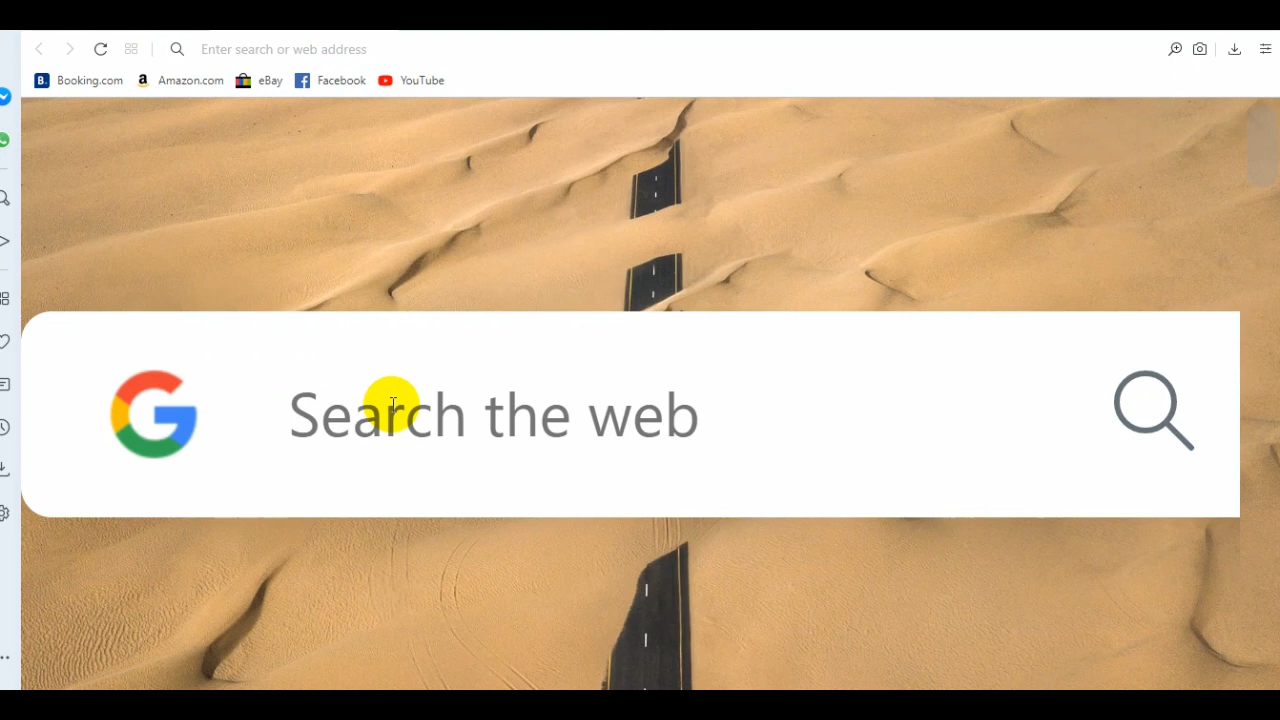 Enter search or web address
B. Booking.com a Amazon.com eBay Facebook YouTube
G Search the web